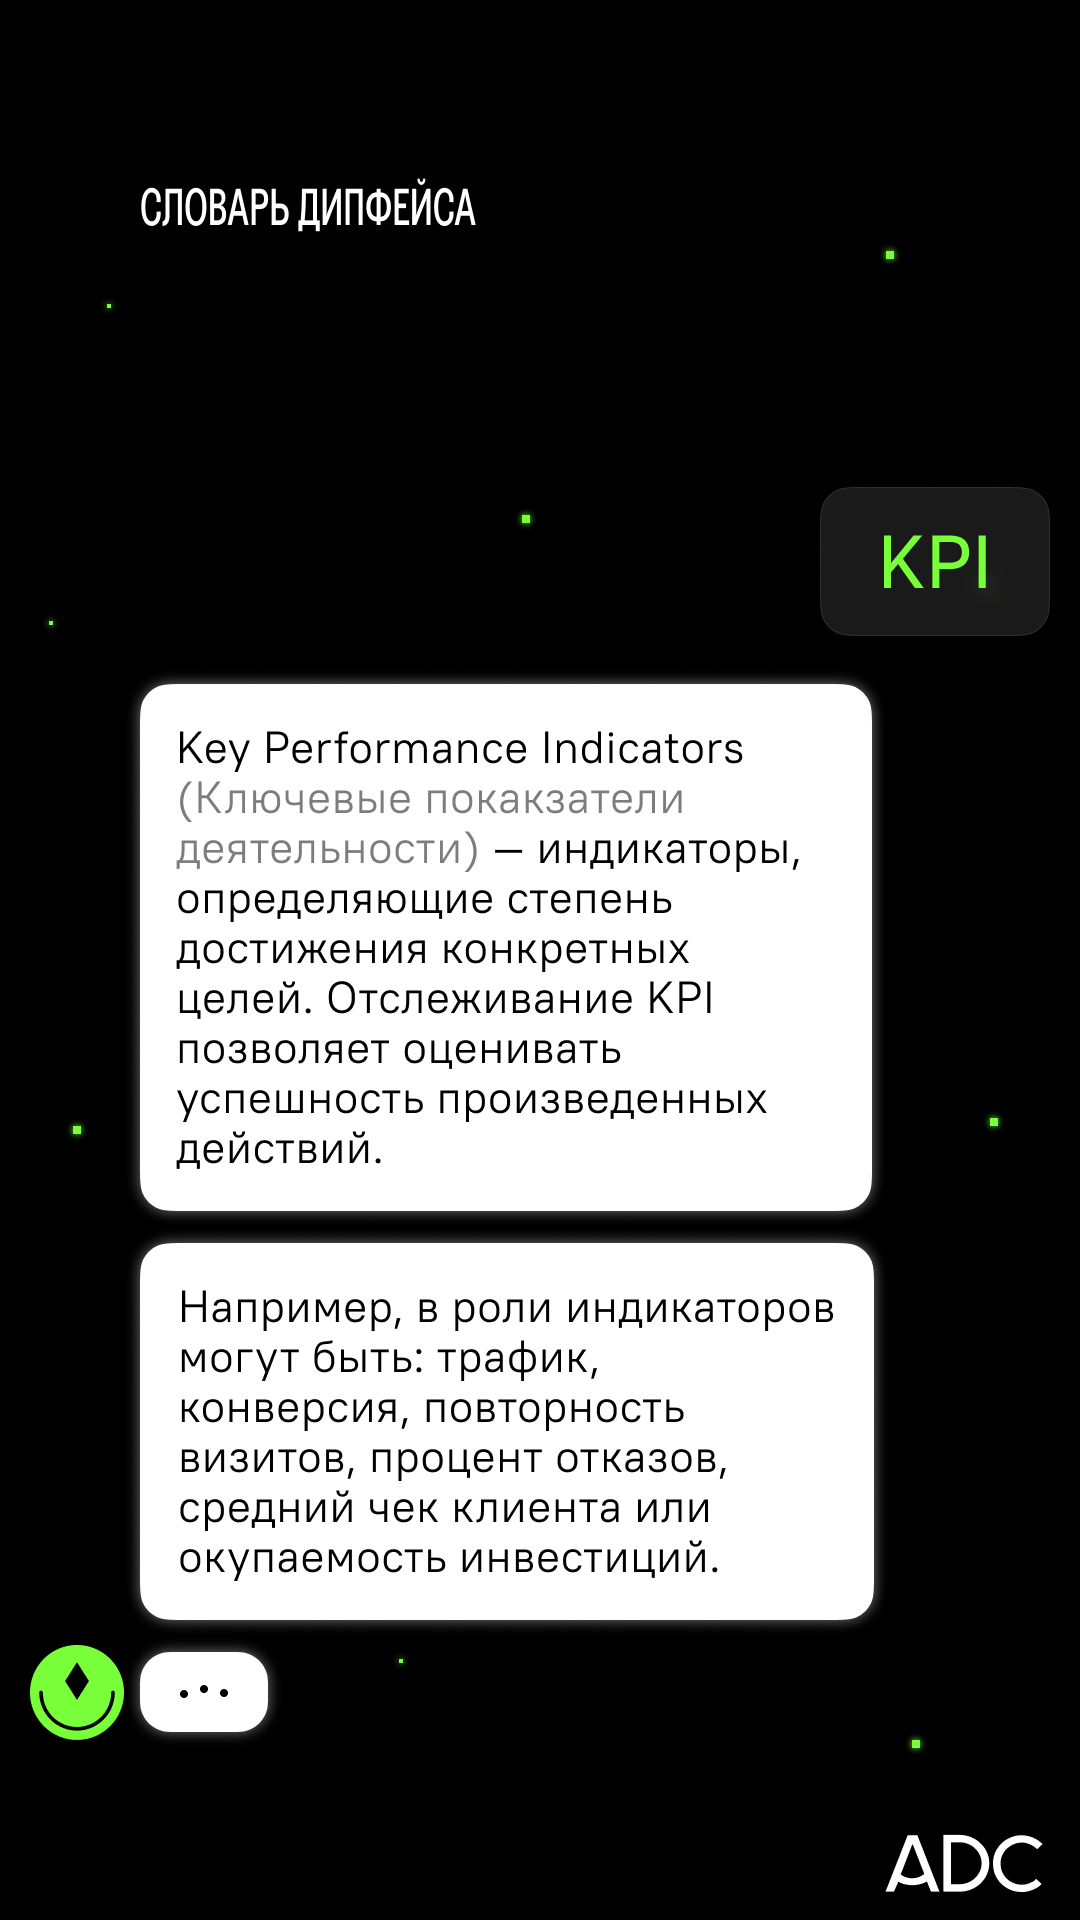 СЛОВАРЬ ДИПФЕЙСА
KPI
Key Performance Indicators
(Ключевые покакзатели
деятельности) — индикаторы,
определяющие степень
достижения конкретных
целей. Отслеживание KPI
позволяет оценивать
успешность произведенных
действий.
Например, в роли индикаторов
могут быть: трафик,
конверсия, повторность
визитов, процент отказов,
средний чек клиента или
окупаемость инвестиций.
ADC